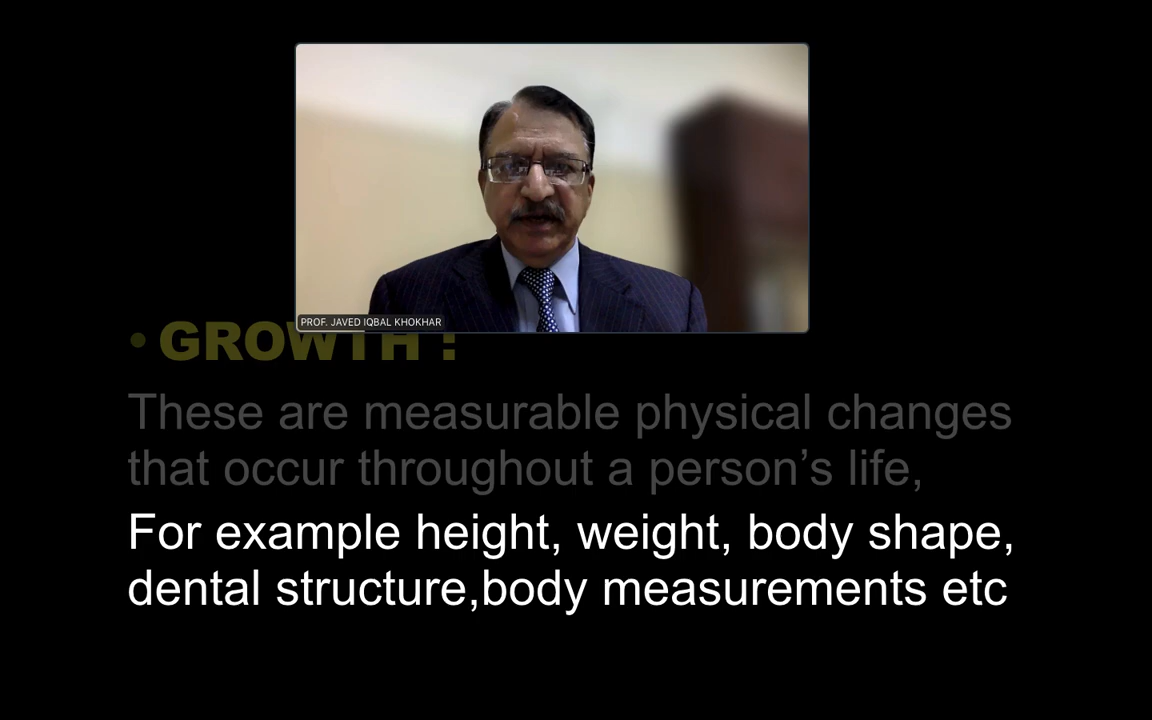 PROF. JAVED IQBAL KHOKHAR
• GROWTH :
These are measurable physical changes
that occur throughout a person’s life,
For example height, weight, body shape,
dental structure,body measurements etc